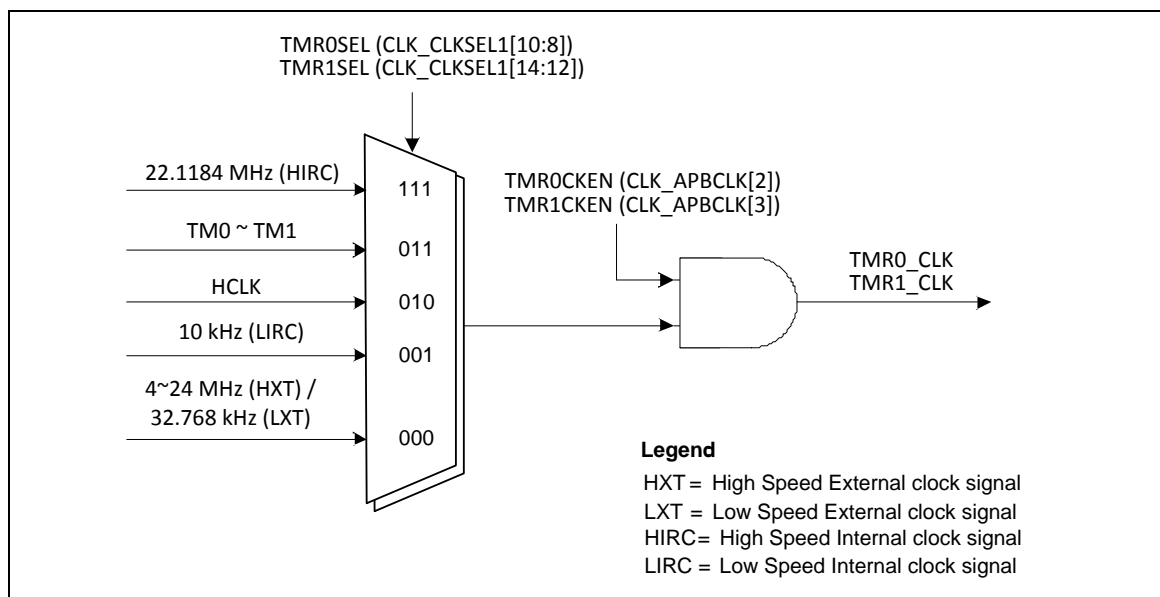 TMR0SEL (CLK_CLKSEL1[10:8])
TMR1SEL (CLK_CLKSEL1[14:12])
22.1184 MHz (HIRC)
111
TM0 ~ TM1
011
HCLK
010
10 kHz (LIRC)
001
4~24 MHz (HXT) /
32.768 kHz (LXT)
000
TMR0CKEN (CLK_APBCLK[2])
TMR1CKEN (CLK_APBCLK[3])
TMR0_CLK
TMR1_CLK
Legend
HXT = High Speed External clock signal
LXT = Low Speed External clock signal
HIRC= High Speed Internal clock signal
LIRC = Low Speed Internal clock signal